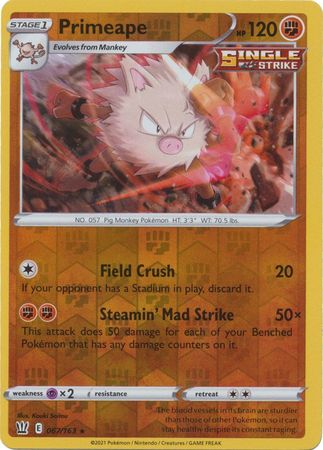 STAGE 1 Primeape HP 120
Evolves from Mankey
SINGLE
STRIKE
NO. 057 Pig Monkey Pokémon HT: 3'3" WT: 70.5 lbs.
Field Crush 20
If your opponent has a Stadium in play, discard it.
Steamin' Mad Strike 50×
This attack does 50 damage for each of your Benched
Pokémon that has any damage counters on it.
weakness ×2 resistance retreat
Illus. Kouki Saitou
E 067/163 ★
©2021 Pokémon / Nintendo / Creatures / GAME FREAK
The blood vessels in its brain are sturdier
than those of other Pokémon, so it can
stay healthy despite its constant raging.